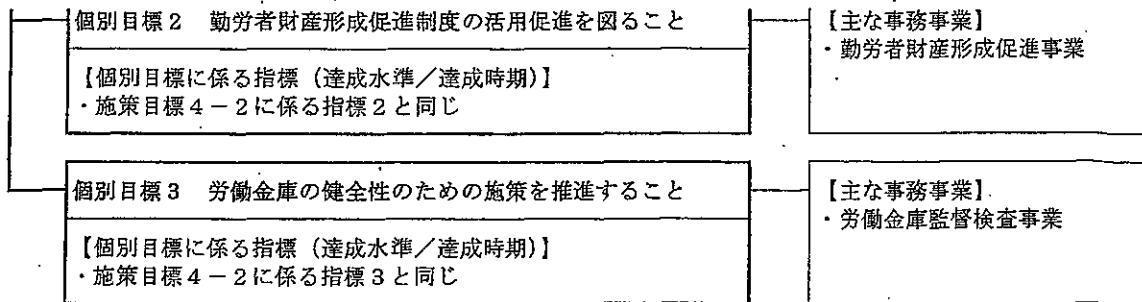 個別目標2　勤労者財産形成促進制度の活用促進を図ること
【個別目標に係る指標（達成水準／達成時期）】
・施策目標4－2に係る指標2と同じ
【主な事務事業】
・勤労者財産形成促進事業
個別目標3　労働金庫の健全性のための施策を推進すること
【個別目標に係る指標（達成水準／達成時期）】
・施策目標4－2に係る指標3と同じ
【主な事務事業】
・労働金庫監督検査事業